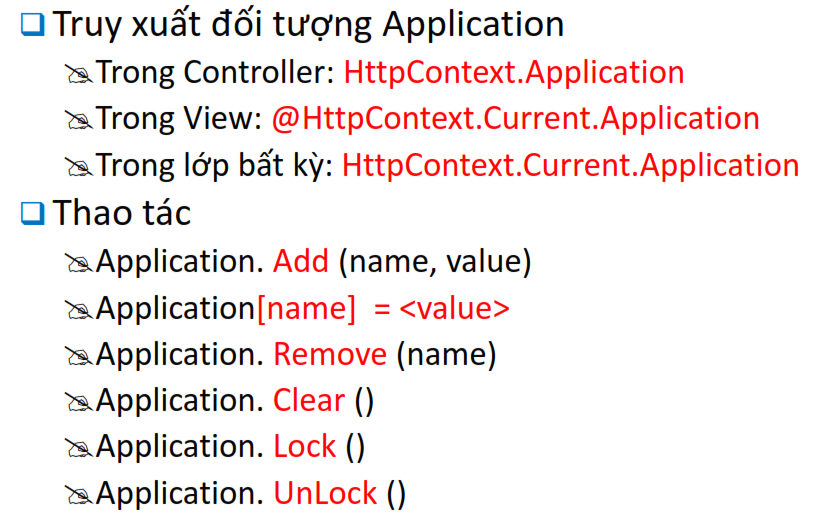 Truy xuất đối tượng Application
Trong Controller: HttpContext.Application
Trong View: @HttpContext.Current.Application
Trong lớp bất kỳ: HttpContext.Current.Application
Thao tác
Application. Add (name, value)
Application[name] = <value>
Application. Remove (name)
Application. Clear ()
Application. Lock ()
Application. UnLock ()